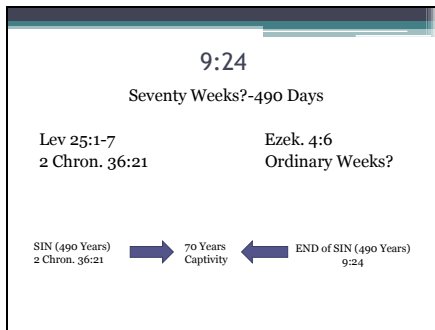 9:24
Seventy Weeks?-490 Days
Lev 25:1-7
2 Chron. 36:21
Ezek. 4:6
Ordinary Weeks?
SIN (490 Years)
2 Chron. 36:21
70 Years
Captivity
END of SIN (490 Years)
9:24